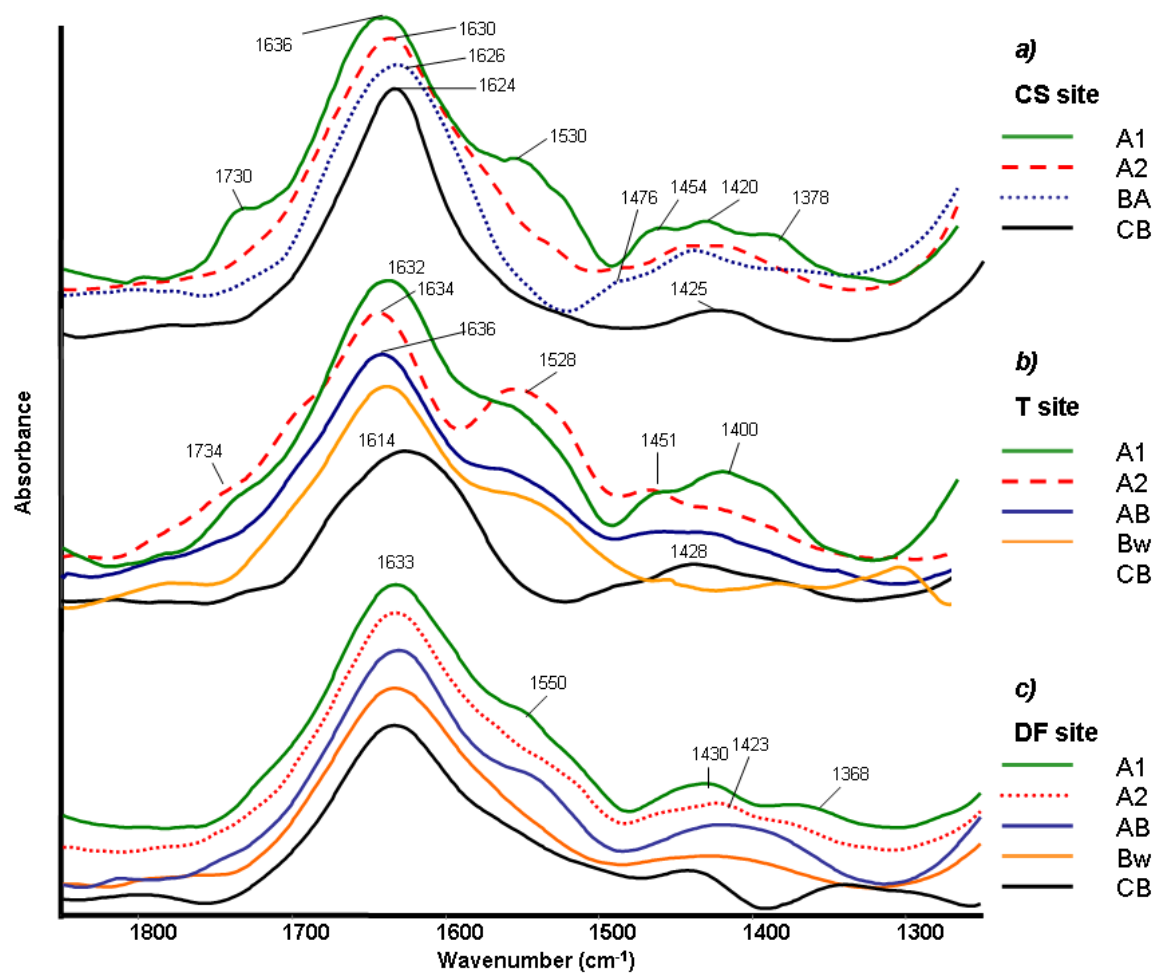 a)
CS site
A1
A2
BA
CB
1636
1630
1626
1624
1530
1730
1476
1454
1420
1378
1425
b)
T site
A1
A2
AB
Bw
CB
1632
1634
1636
1528
1614
1734
1451
1400
1428
c)
DF site
A1
A2
AB
Bw
CB
1633
1550
1430
1423
1368
Absorbance
1800 1700 1600 1500 1400 1300
Wavenumber (cm-1)